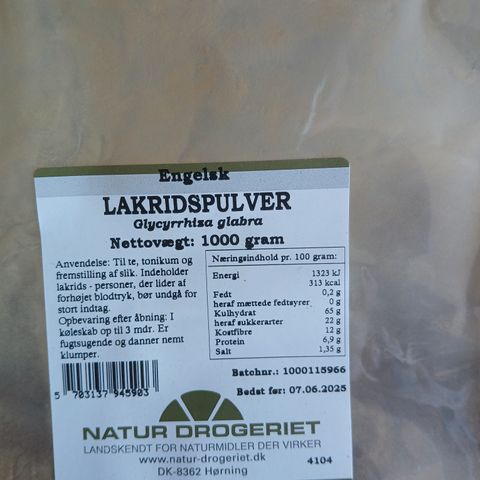 Engelsk
LAKRIDSPULVER
Glycyrrhiza glabra
Nettovægt: 1000 gram
Anvendelse: Til te, tonikum og
fremstilling af slik. Indeholder
lakrids - personer, der lider af
forhøjet blodtryk, bør undgå for
stort indtag.
Opbevaring efter åbning: I
køleskab op til 3 mdr. Er
fugtsugende og danner nemt
klumper.
Næringsindhold pr. 100 gram:
Energi 1323 kJ
313 kcal
Fedt 0,2 g
heraf mættede fedtsyrer 0 g
Kulhydrat 65 g
heraf sukkerarter 22 g
Kostfibre 12 g
Protein 6,9 g
Salt 1,35 g
Batchnr.: 1000115966
Bedst før: 07.06.2025
5 703137 945903
NATUR DROGERIET
LANDSKENDT FOR NATURMIDLER DER VIRKER
www.natur-drogeriet.dk
DK-8362 Hørning
4104